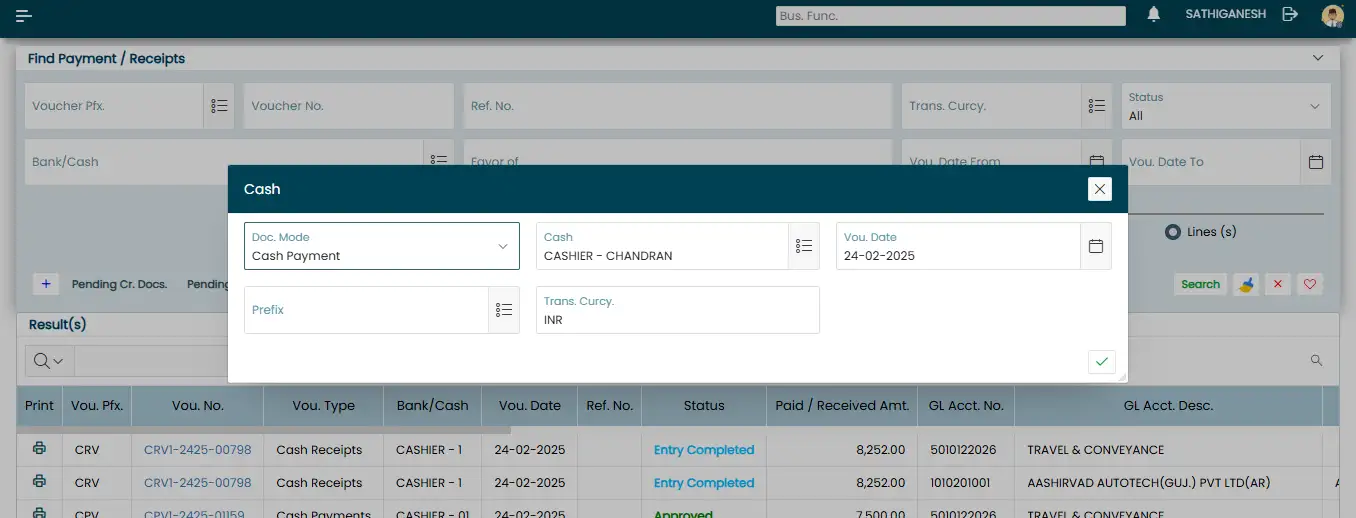 Bus. Func.
SATHIGANESH
Find Payment / Receipts
Voucher Pfx.
Voucher No.
Ref. No.
Trans. Curcy.
Status
All
Bank/Cash
Favor of
Vou. Date From
Vou. Date To
Cash
Doc. Mode
Cash Payment
Cash
CASHIER - CHANDRAN
Vou. Date
24-02-2025
Lines (s)
Pending Cr. Docs.
Pending
Search
Prefix
Trans. Curcy.
INR
Result(s)
Print Vou. Pfx. Vou. No. Vou. Type Bank/Cash Vou. Date Ref. No. Status Paid / Received Amt. GL Acct. No. GL Acct. Desc.
CRV CRV1-2425-00798 Cash Receipts CASHIER - 1 24-02-2025 Entry Completed 8,252.00 5010122026 TRAVEL & CONVEYANCE
CRV CRV1-2425-00798 Cash Receipts CASHIER - 1 24-02-2025 Entry Completed 8,252.00 1010201001 AASHIRVAD AUTOTECH(GUJ.) PVT LTD(AR)
CPV CPV1-2425-01159 Cash Payments CASHIER - 01 24-02-2025 Approved 7,500.00 5010122026 TRAVEL & CONVEYANCE